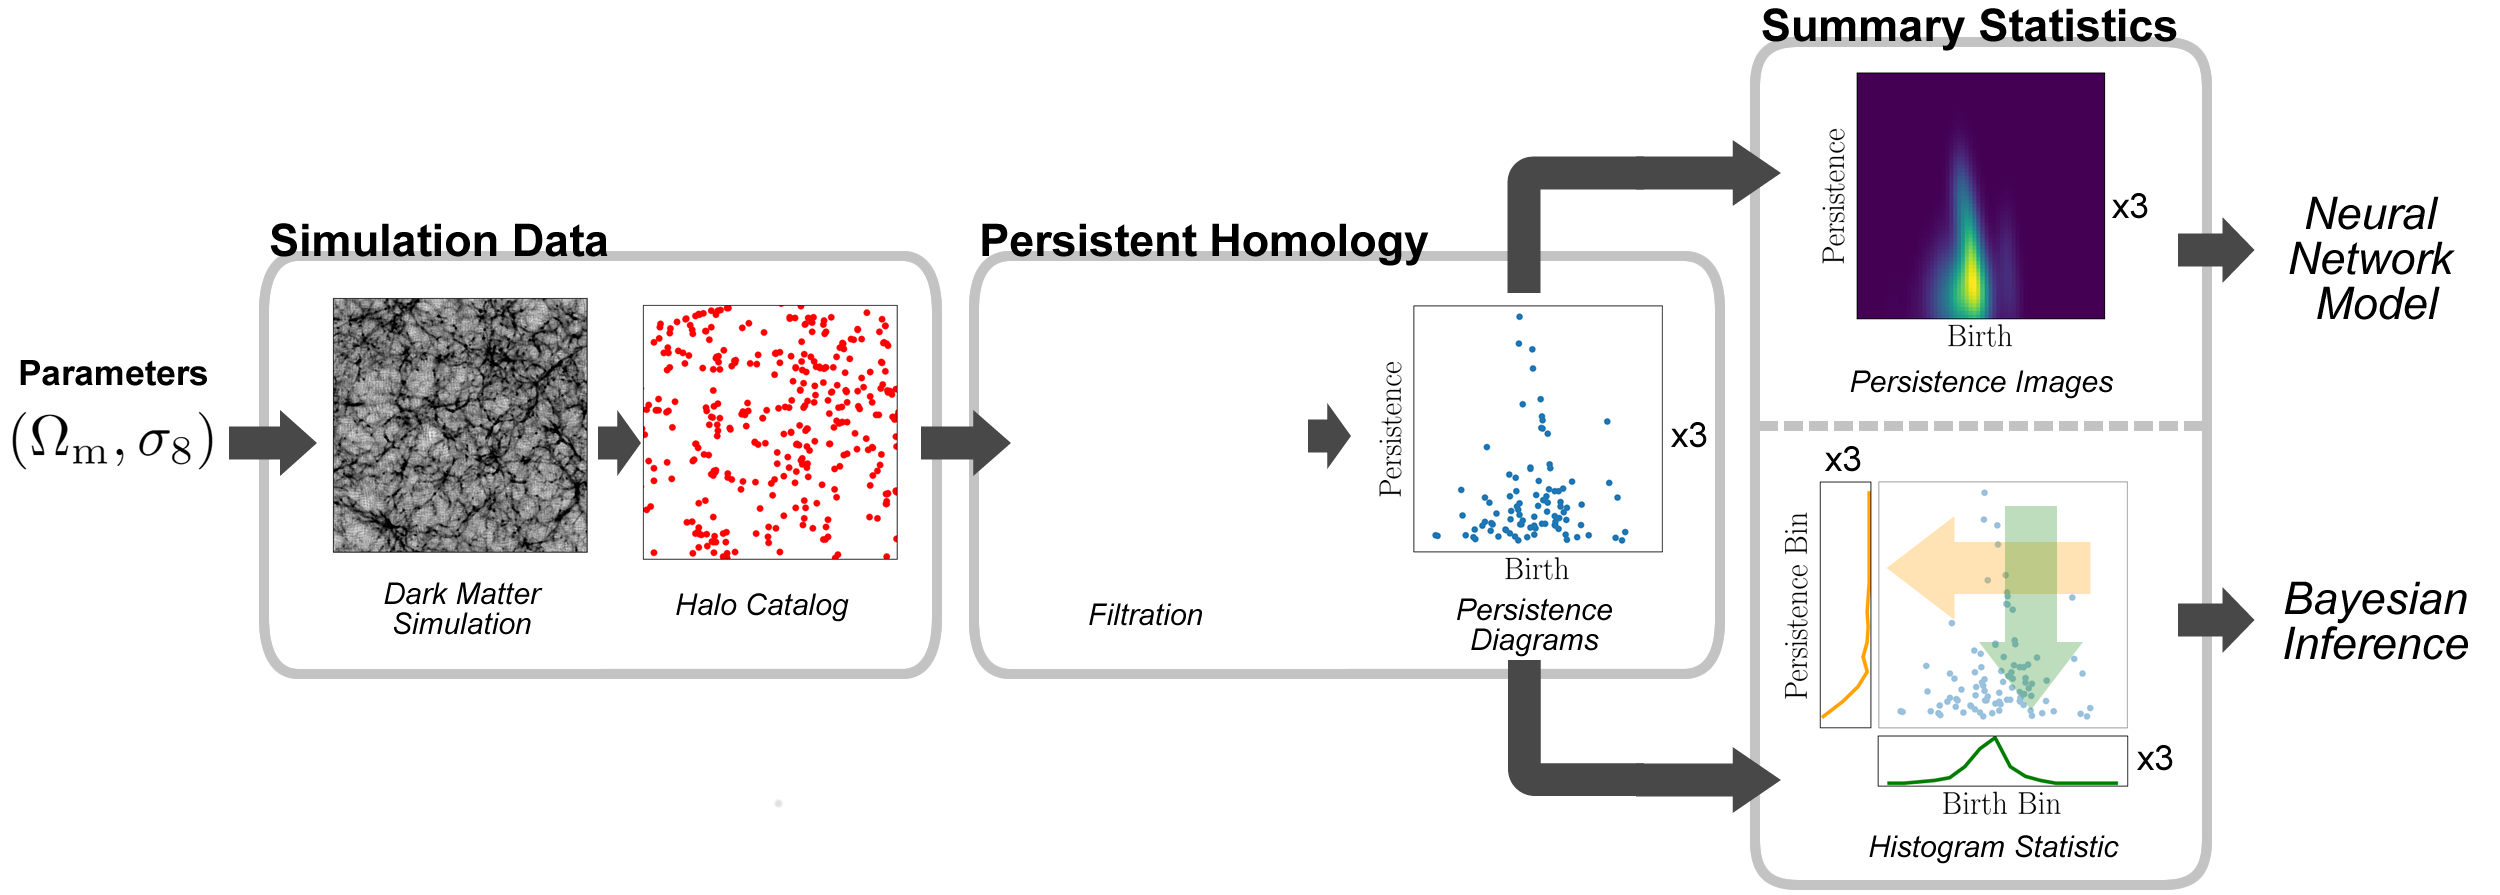 Parameters
(Ωm, σ8)
Simulation Data
Dark Matter
Simulation
Halo Catalog
Persistent Homology
Filtration
Persistence
Birth
x3
Persistence
Diagrams
Summary Statistics
Persistence
Birth
x3
Persistence Images
x3
Persistence Bin
x3
Birth Bin
Histogram Statistic
Neural
Network
Model
Bayesian
Inference